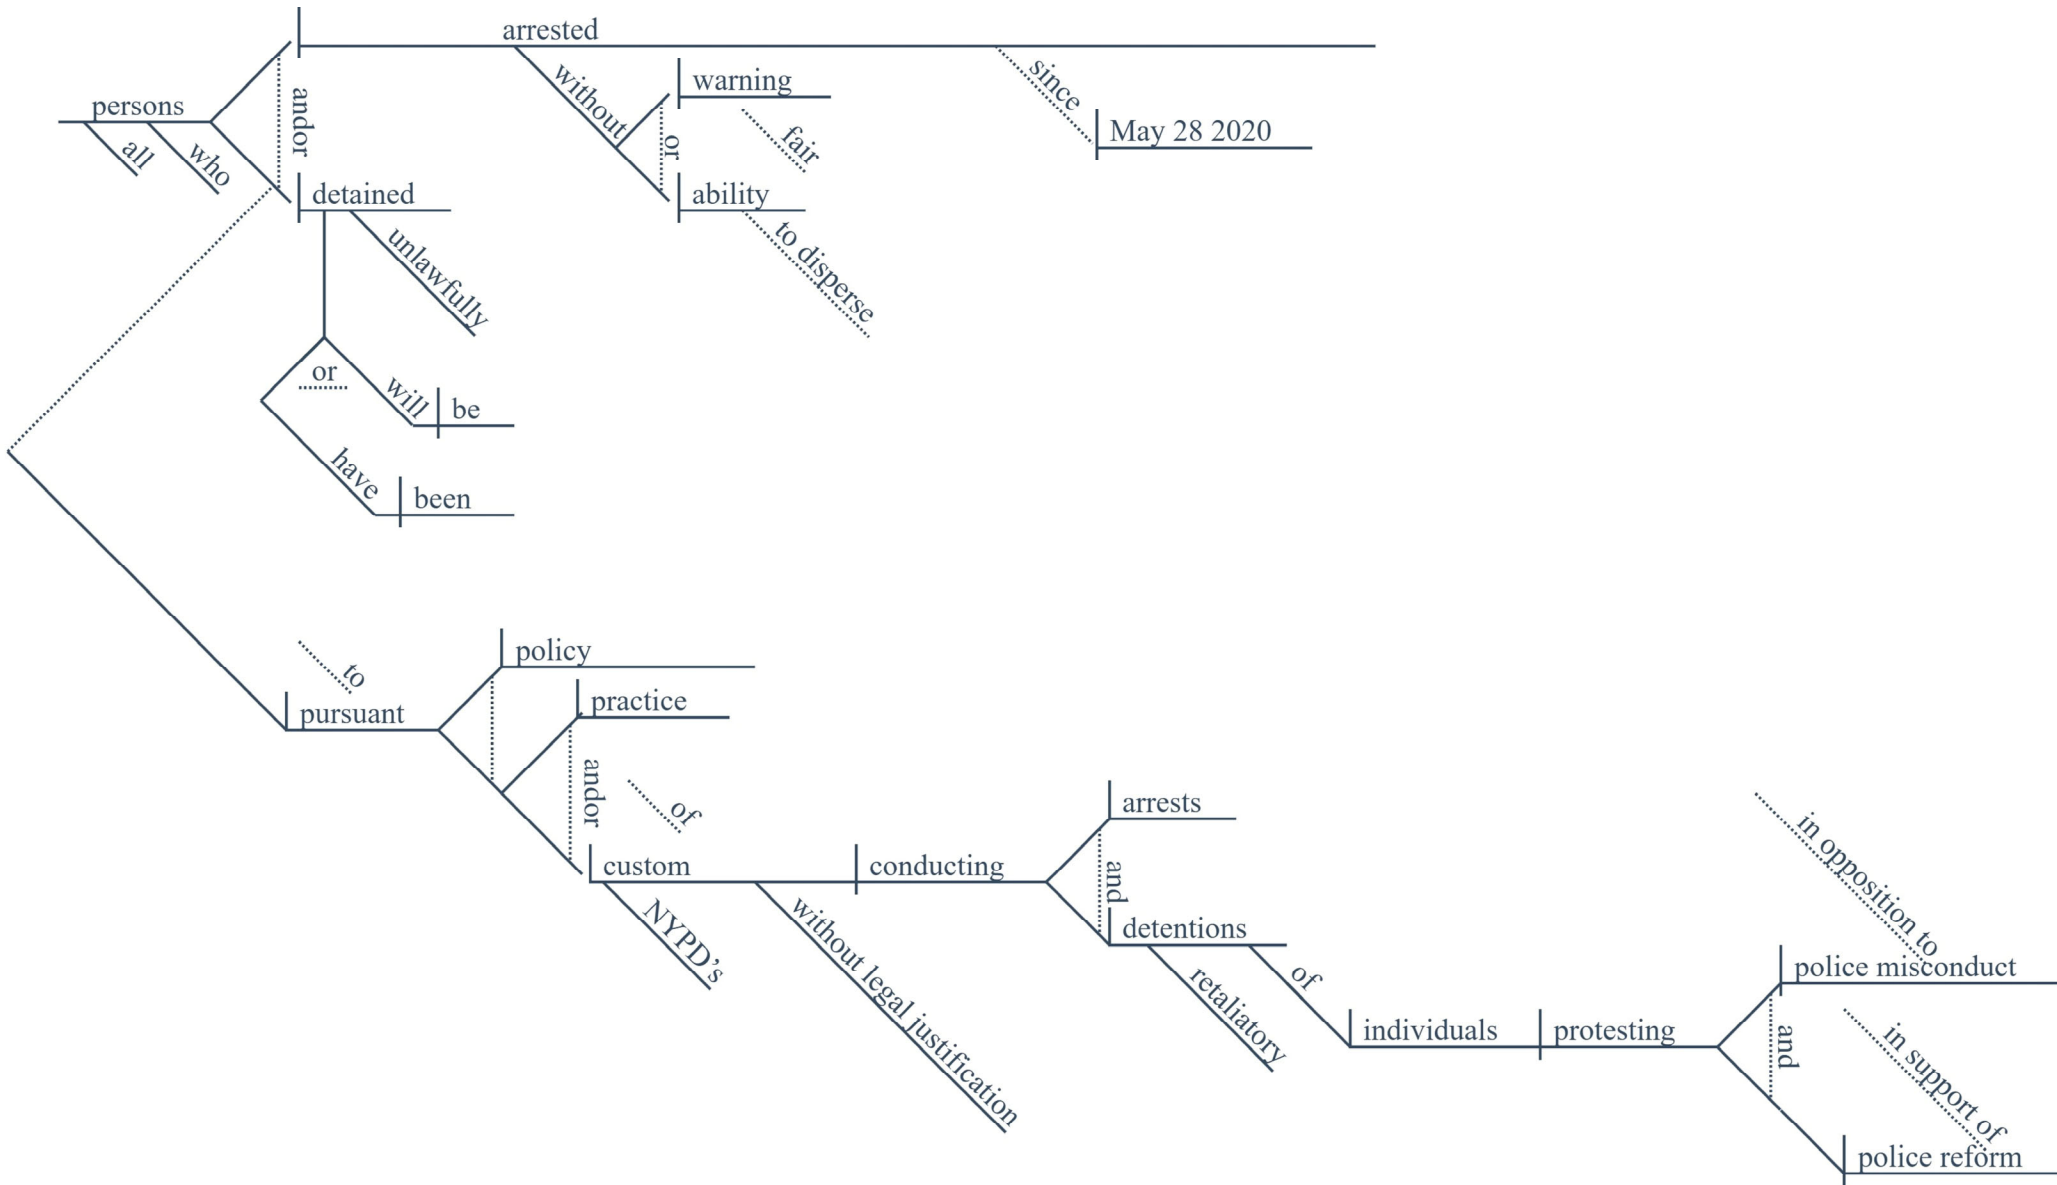 arrested
persons
all
who
andor
without
warning
fair
or
since
May 28 2020
detained
ability
to disperse
unlawfully
or
will
be
have
been
to
pursuant
policy
practice
andor
of
custom
NYPD's
without legal justification
conducting
arrests
and
detentions
retaliatory
of
individuals
protesting
in opposition to
police misconduct
and
in support of
police reform